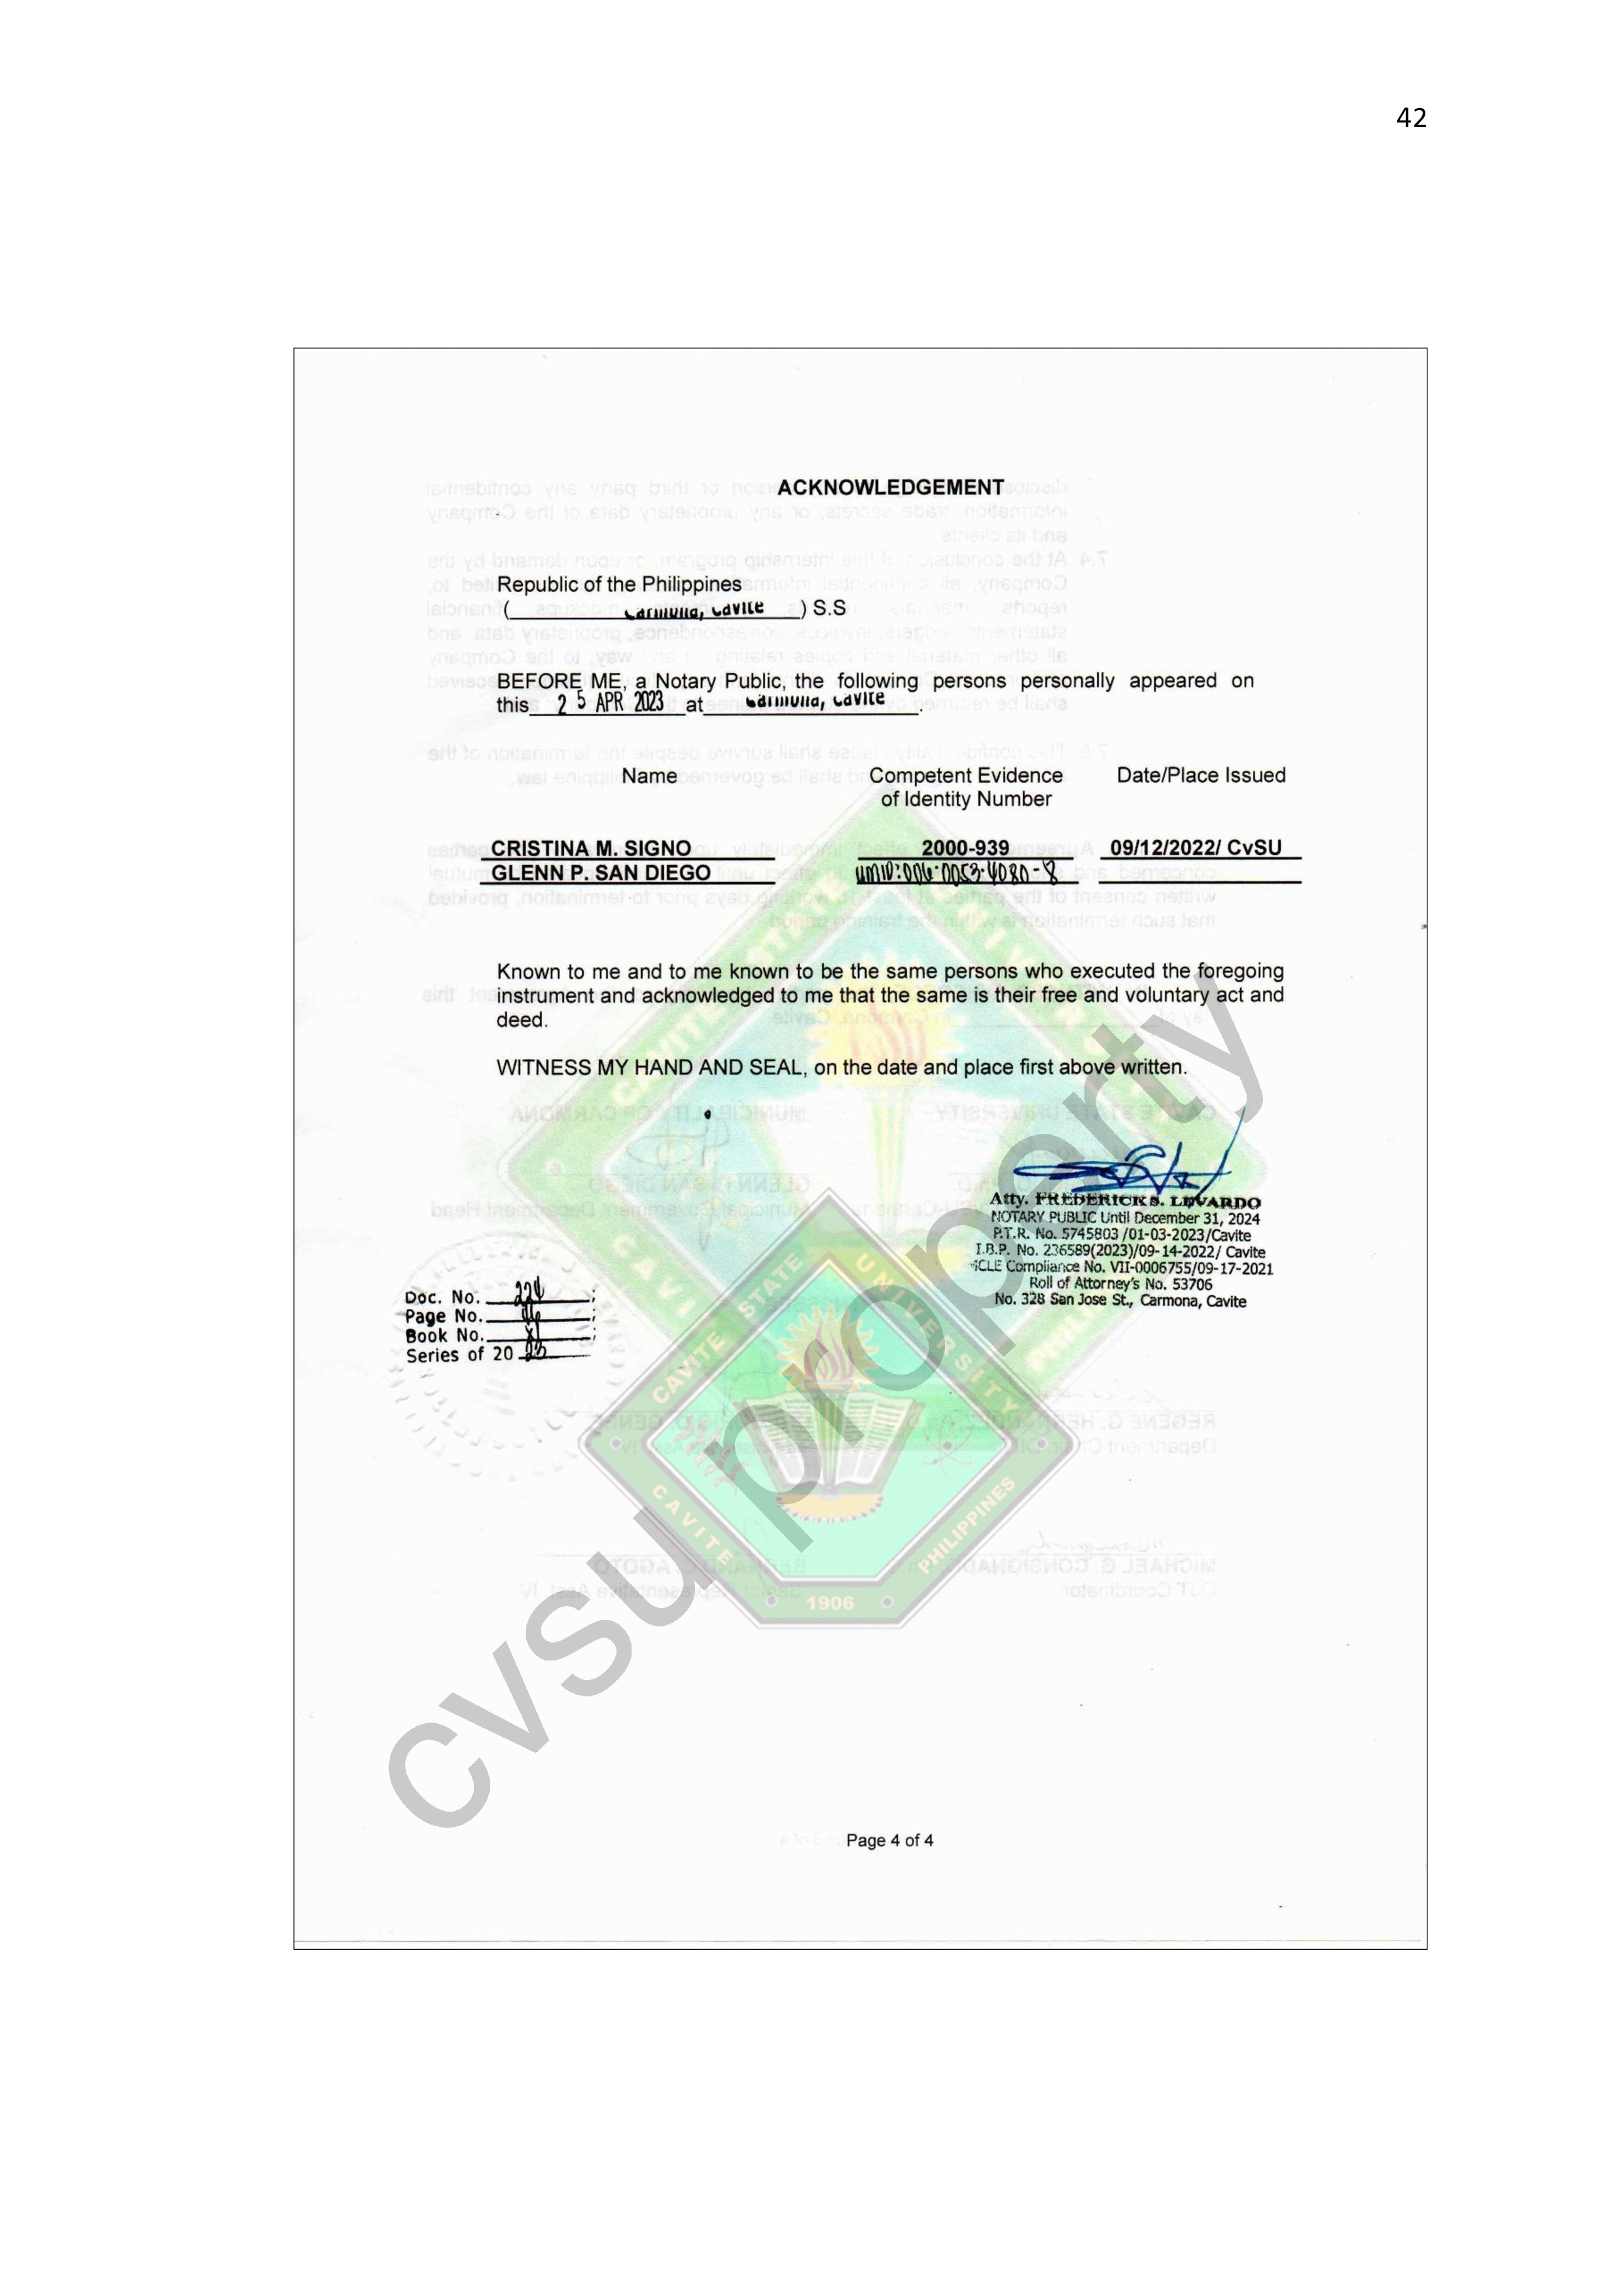 42
ACKNOWLEDGEMENT
Republic of the Philippines
( Carmona, Cavite ) S.S
BEFORE ME, a Notary Public, the following persons personally appeared on
this 25 APR 2023 at Carmona, Cavite.
Name Competent Evidence of Identity Number Date/Place Issued
CRISTINA M. SIGNO 2000-939 09/12/2022/ CvSU
GLENN P. SAN DIEGO
Known to me and to me known to be the same persons who executed the foregoing
instrument and acknowledged to me that the same is their free and voluntary act and
deed.
WITNESS MY HAND AND SEAL, on the date and place first above written.
Atty. FREDERICK S. LEVARDO
NOTARY PUBLIC Until December 31, 2024
P.T.R. No. 5745803 /01-03-2023/Cavite
I.B.P. No. 236589(2023)/09-14-2022/ Cavite
MCLE Compliance No. VII-0006755/09-17-2021
Roll of Attorney's No. 53706
No. 328 San Jose St., Carmona, Cavite
Doc. No. 224;
Page No. ;
Book No. XI;
Series of 20 23
CAVITE STATE UNIVERSITY
CAVITE PHILIPPINES
1906
cvsu property
Page 4 of 4